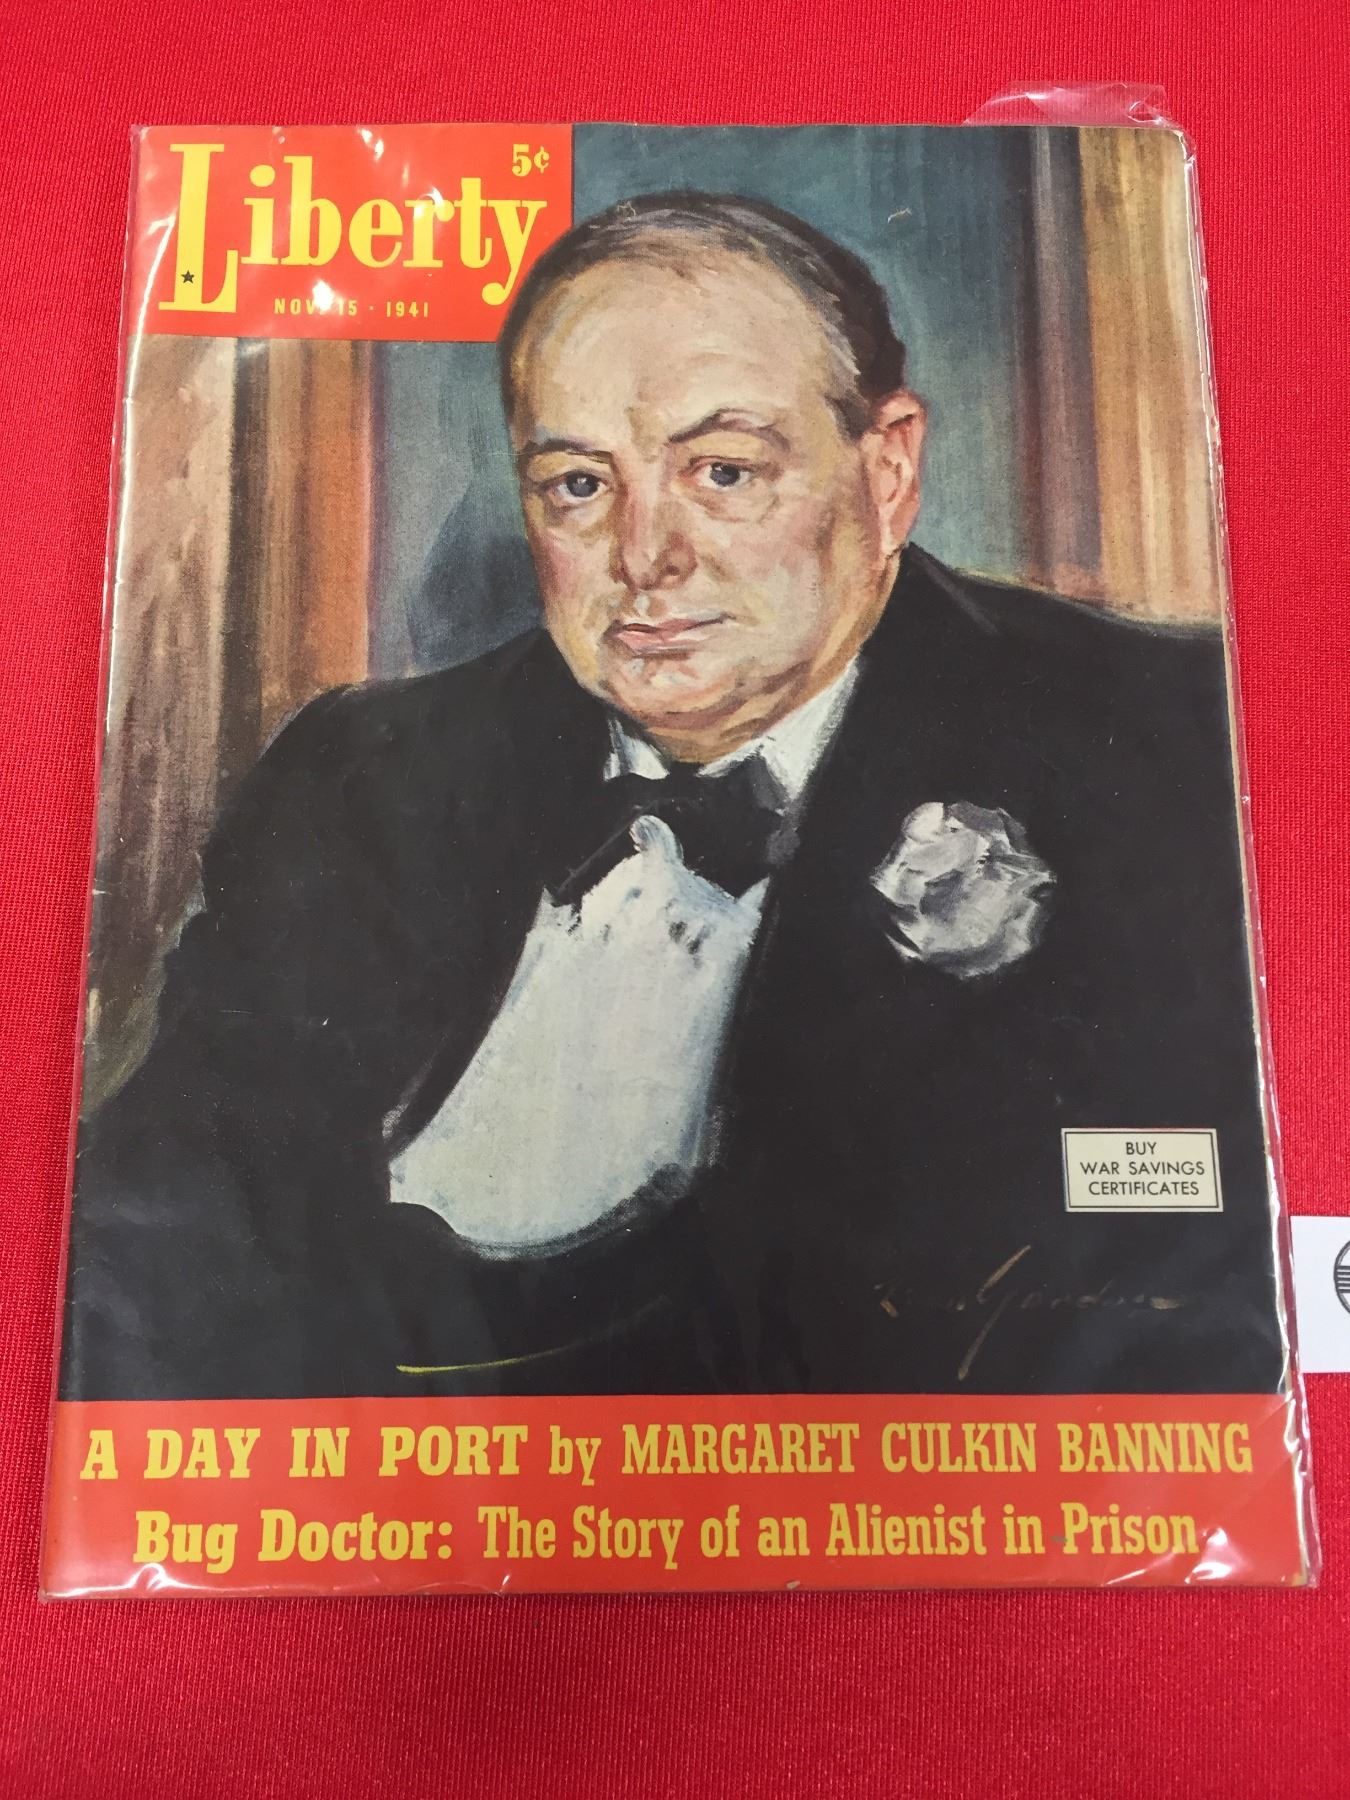 Liberty
5¢
NOV. 15 · 1941
BUY
WAR SAVINGS
CERTIFICATES
Gordon
A DAY IN PORT by MARGARET CULKIN BANNING
Bug Doctor: The Story of an Alienist in Prison